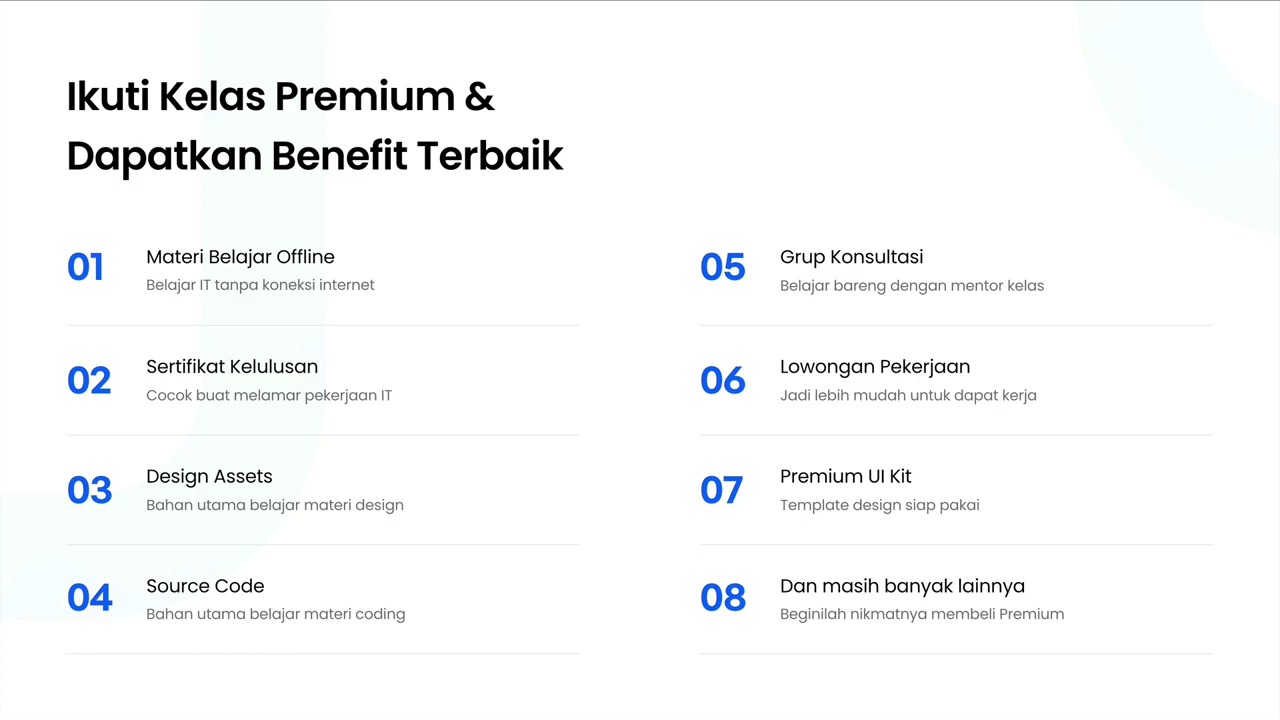 Ikuti Kelas Premium &
Dapatkan Benefit Terbaik
01
Materi Belajar Offline
Belajar IT tanpa koneksi internet
02
Sertifikat Kelulusan
Cocok buat melamar pekerjaan IT
03
Design Assets
Bahan utama belajar materi design
04
Source Code
Bahan utama belajar materi coding
05
Grup Konsultasi
Belajar bareng dengan mentor kelas
06
Lowongan Pekerjaan
Jadi lebih mudah untuk dapat kerja
07
Premium UI Kit
Template design siap pakai
08
Dan masih banyak lainnya
Beginilah nikmatnya membeli Premium